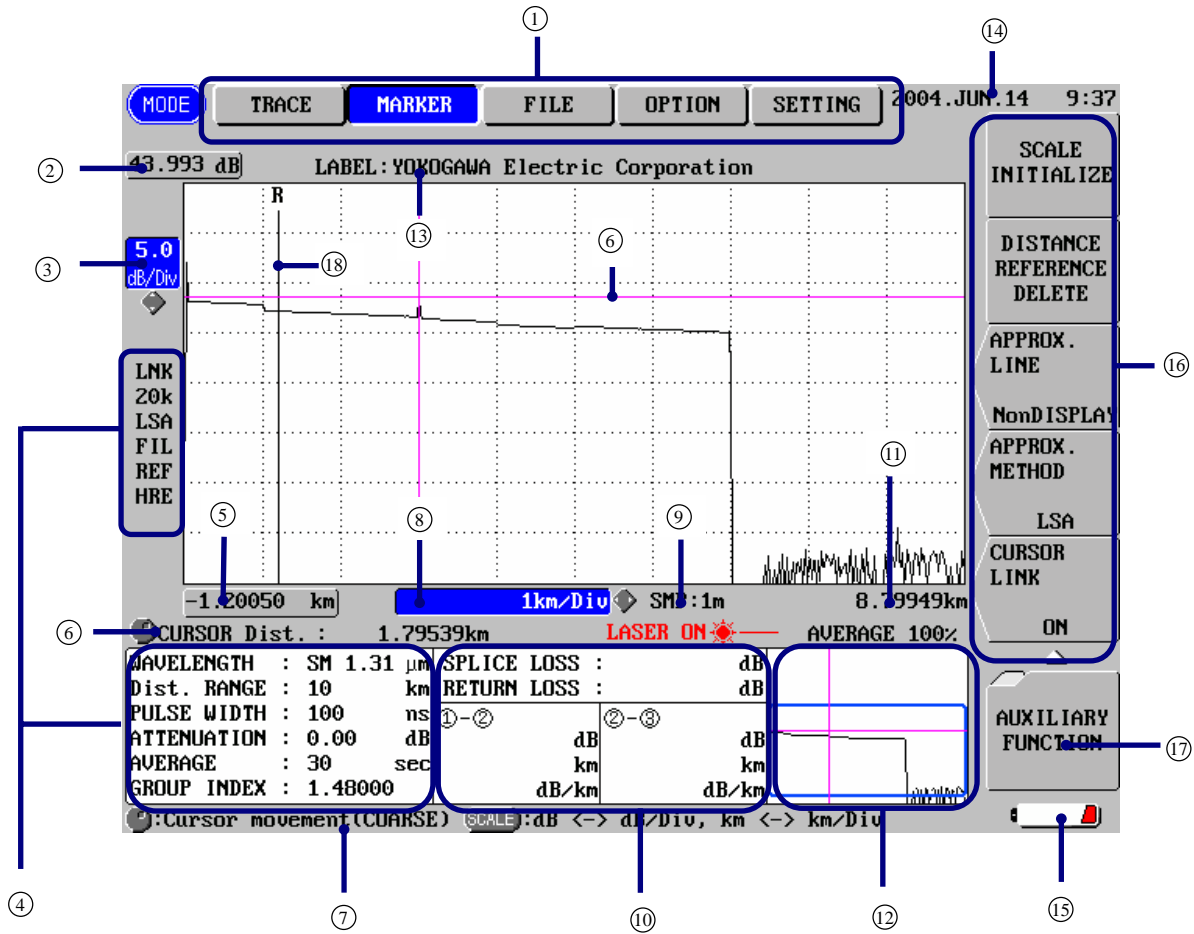 ①
⑭
MODE TRACE MARKER FILE OPTION SETTING 2004.JUN.14 9:37
② 43.993 dB LABEL:YOKOGAWA Electric Corporation
SCALE
INITIALIZE
R
⑬ ⑥
③ 5.0
dB/Div
⑱
DISTANCE
REFERENCE
DELETE
APPROX.
LINE
NonDISPLAY
⑯
LNK
20k
LSA
FIL
REF
HRE
APPROX.
METHOD
LSA
⑪
⑤ ⑧ ⑨
CURSOR
LINK
ON
-1.20050 km 1km/Div SMP:1m 8.79949km
⑥ CURSOR Dist. : 1.79539km LASER ON AVERAGE 100%
WAVELENGTH : SM 1.31 µm
Dist. RANGE : 10 km
PULSE WIDTH : 100 ns
ATTENUATION : 0.00 dB
AVERAGE : 30 sec
GROUP INDEX : 1.48000
SPLICE LOSS : dB
RETURN LOSS : dB
①-② ②-③
dB dB
km km
dB/km dB/km
AUXILIARY
FUNCTION
⑰
:Cursor movement(COARSE) SCALE:dB <-> dB/Div, km <-> km/Div
④ ⑦ ⑩ ⑫ ⑮